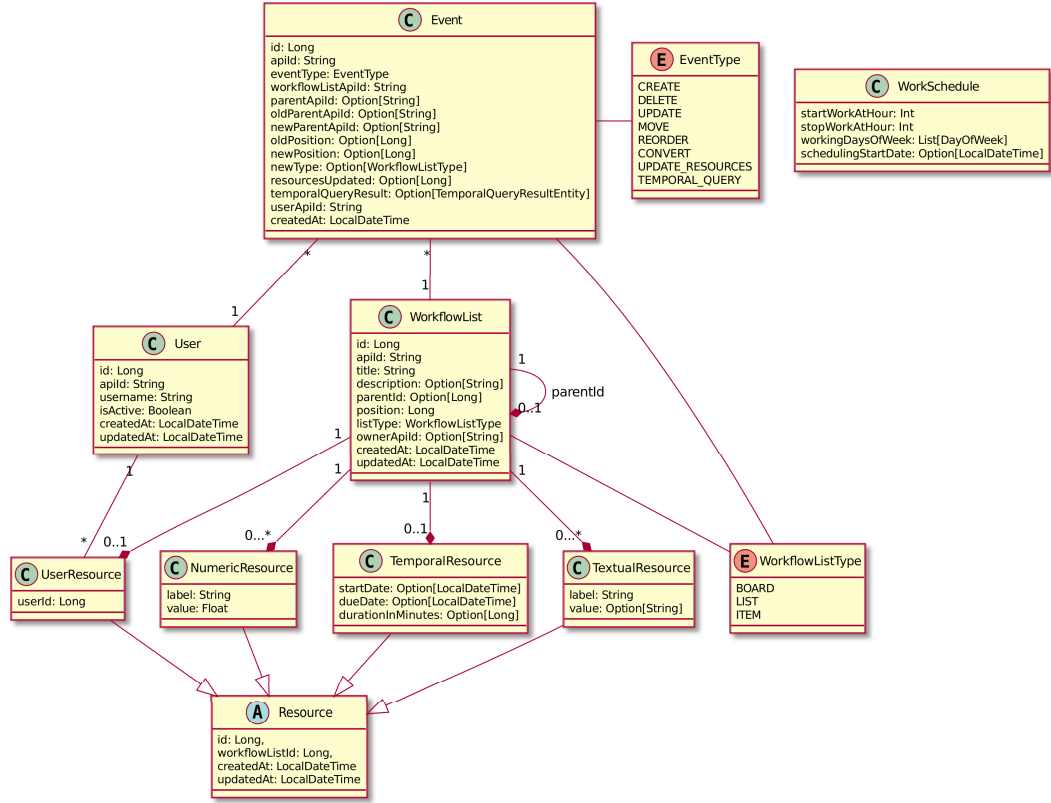 C Event
id: Long
apiId: String
eventType: EventType
workflowListApiId: String
parentApiId: Option[String]
oldParentApiId: Option[String]
newParentApiId: Option[String]
oldPosition: Option[Long]
newPosition: Option[Long]
newType: Option[WorkflowListType]
resourcesUpdated: Option[Long]
temporalQueryResult: Option[TemporalQueryResultEntity]
userApiId: String
createdAt: LocalDateTime
E EventType
CREATE
DELETE
UPDATE
MOVE
REORDER
CONVERT
UPDATE_RESOURCES
TEMPORAL_QUERY
C WorkSchedule
startWorkAtHour: Int
stopWorkAtHour: Int
workingDaysOfWeek: List[DayOfWeek]
schedulingStartDate: Option[LocalDateTime]
*
1
*
1
C User
id: Long
apiId: String
username: String
isActive: Boolean
createdAt: LocalDateTime
updatedAt: LocalDateTime
C WorkflowList
id: Long
apiId: String
title: String
description: Option[String]
parentId: Option[Long]
position: Long
listType: WorkflowListType
ownerApiId: Option[String]
createdAt: LocalDateTime
updatedAt: LocalDateTime
1
parentId
0..1
1
*
1
0..1
1
0...*
1
0..1
1
0...*
C UserResource
userId: Long
C NumericResource
label: String
value: Float
C TemporalResource
startDate: Option[LocalDateTime]
dueDate: Option[LocalDateTime]
durationInMinutes: Option[Long]
C TextualResource
label: String
value: Option[String]
E WorkflowListType
BOARD
LIST
ITEM
A Resource
id: Long,
workflowListId: Long,
createdAt: LocalDateTime
updatedAt: LocalDateTime